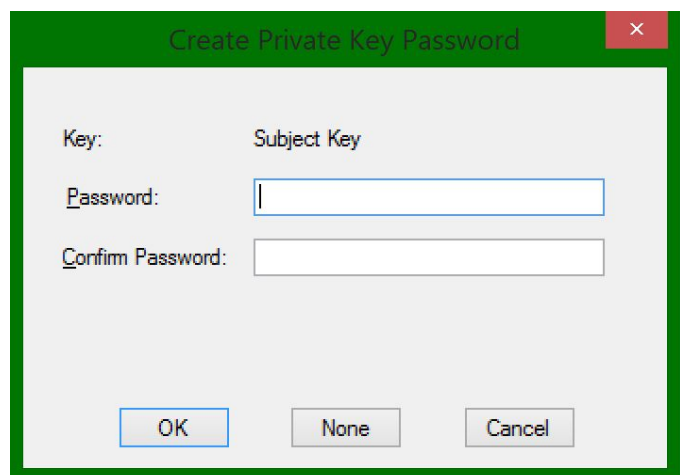 Create Private Key Password
Key: Subject Key
Password:
Confirm Password:
OK None Cancel